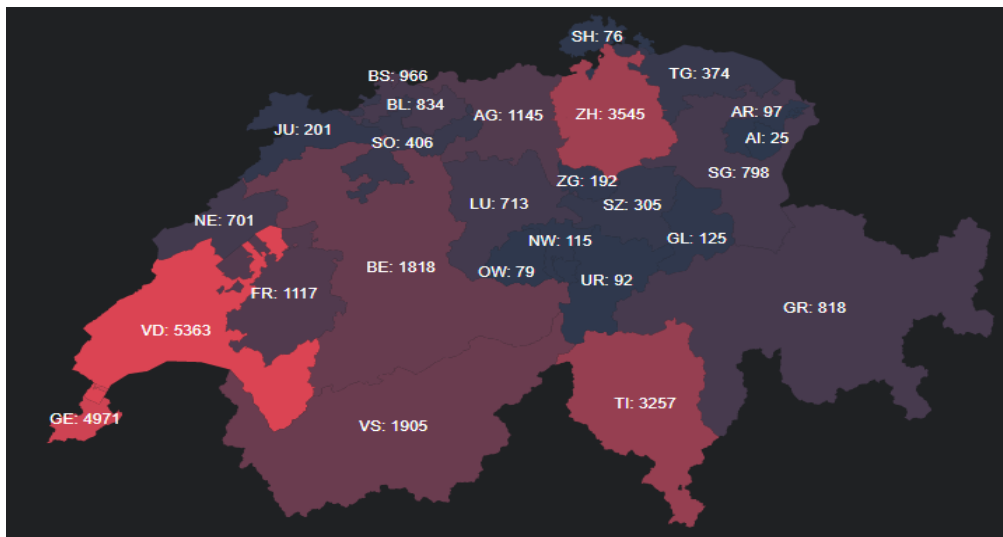 SH: 76
BS: 966
TG: 374
BL: 834
AG: 1145
ZH: 3545
AR: 97
JU: 201
SO: 406
AI: 25
SG: 798
ZG: 192
LU: 713
SZ: 305
NE: 701
NW: 115
GL: 125
BE: 1818
OW: 79
UR: 92
FR: 1117
GR: 818
VD: 5363
TI: 3257
GE: 4971
VS: 1905